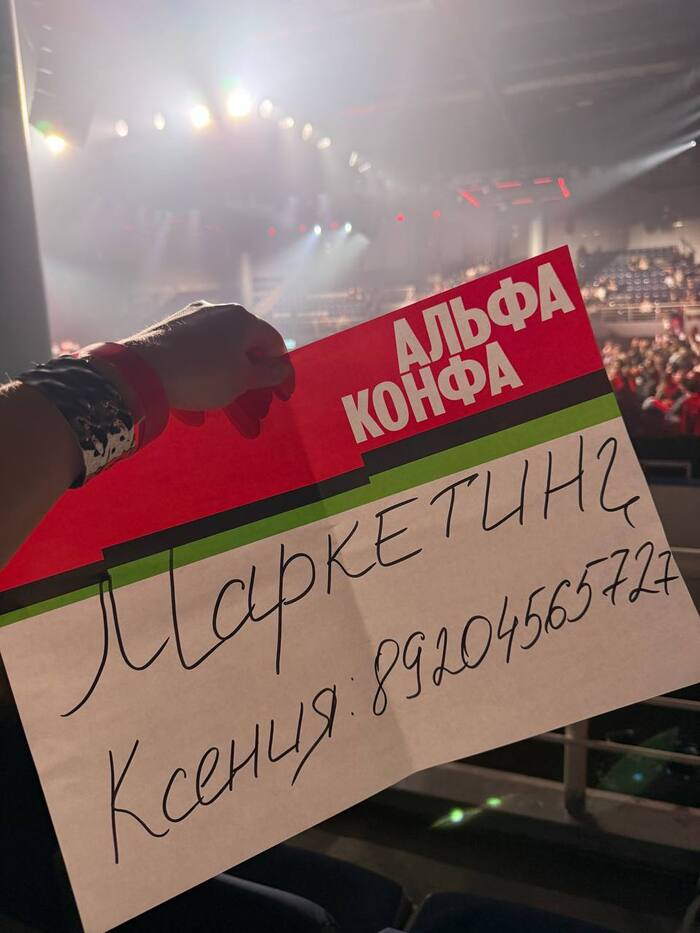 АЛЬФА
КОНФА
Маркетинг
Ксения: 89204565727